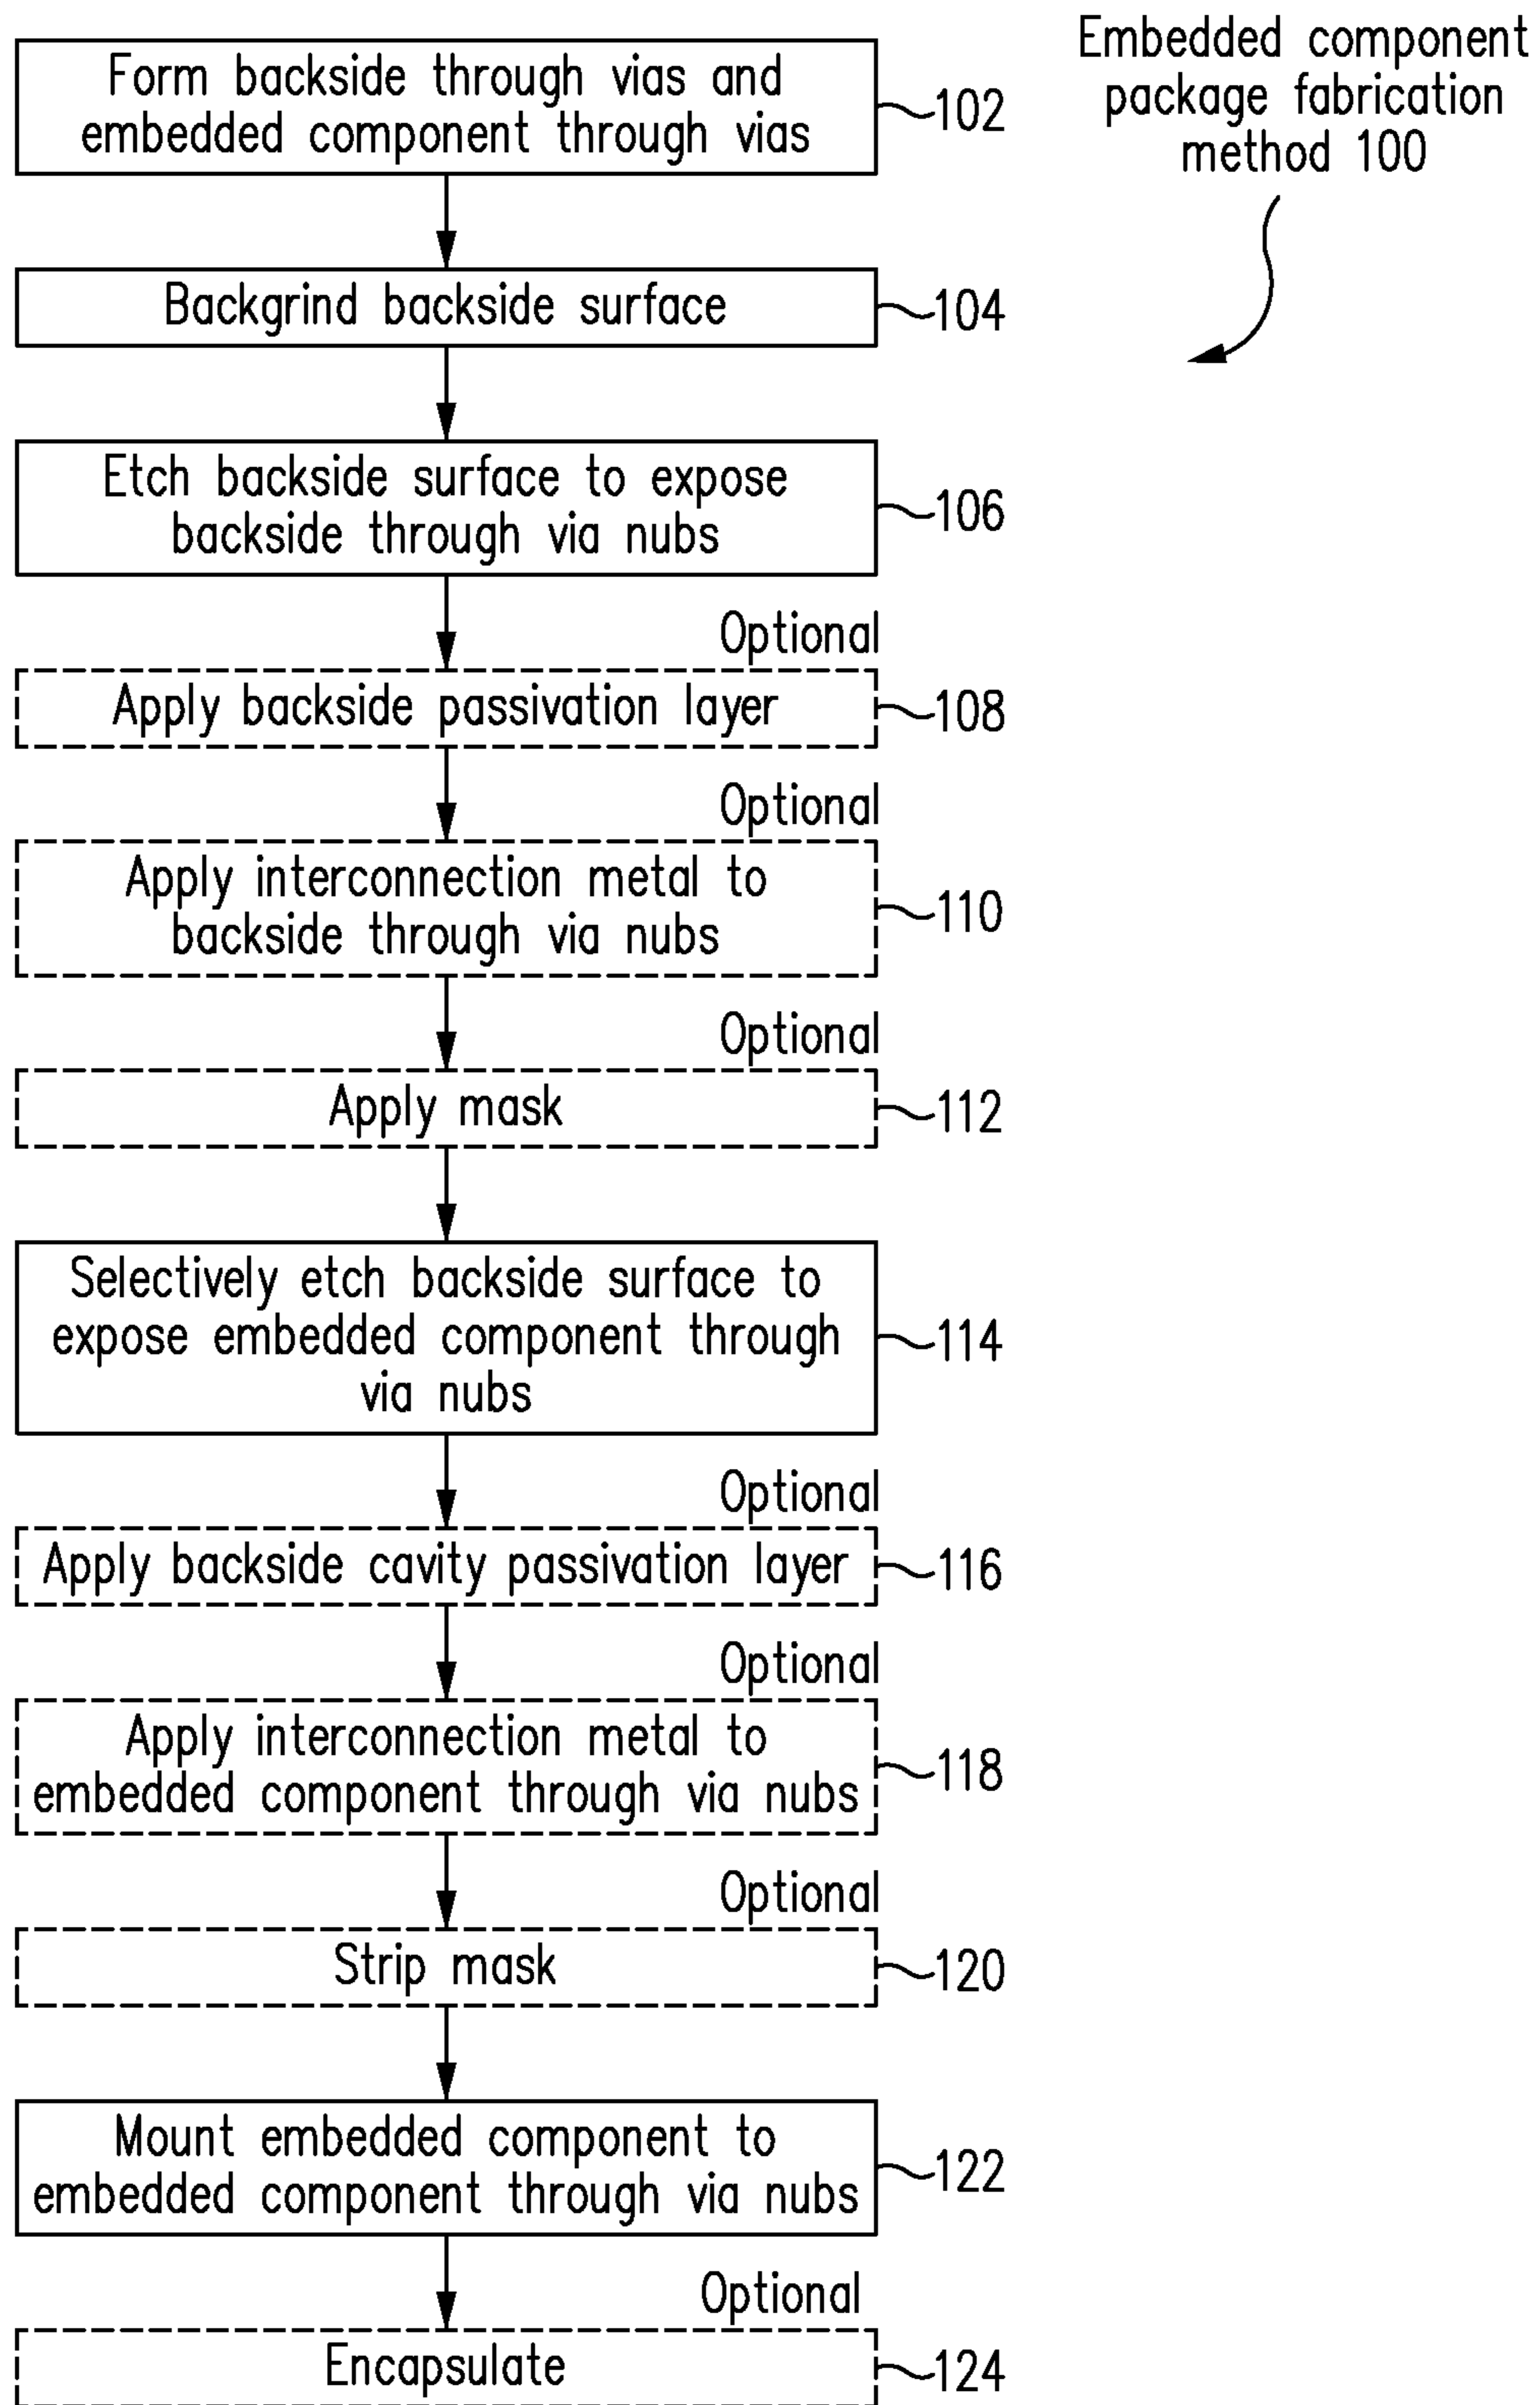 Embedded component
package fabrication
method 100
Form backside through vias and
embedded component through vias
102
Backgrind backside surface
104
Etch backside surface to expose
backside through via nubs
106
Optional
Apply backside passivation layer
108
Optional
Apply interconnection metal to
backside through via nubs
110
Optional
Apply mask
112
Selectively etch backside surface to
expose embedded component through
via nubs
114
Optional
Apply backside cavity passivation layer
116
Optional
Apply interconnection metal to
embedded component through via nubs
118
Optional
Strip mask
120
Mount embedded component to
embedded component through via nubs
122
Optional
Encapsulate
124